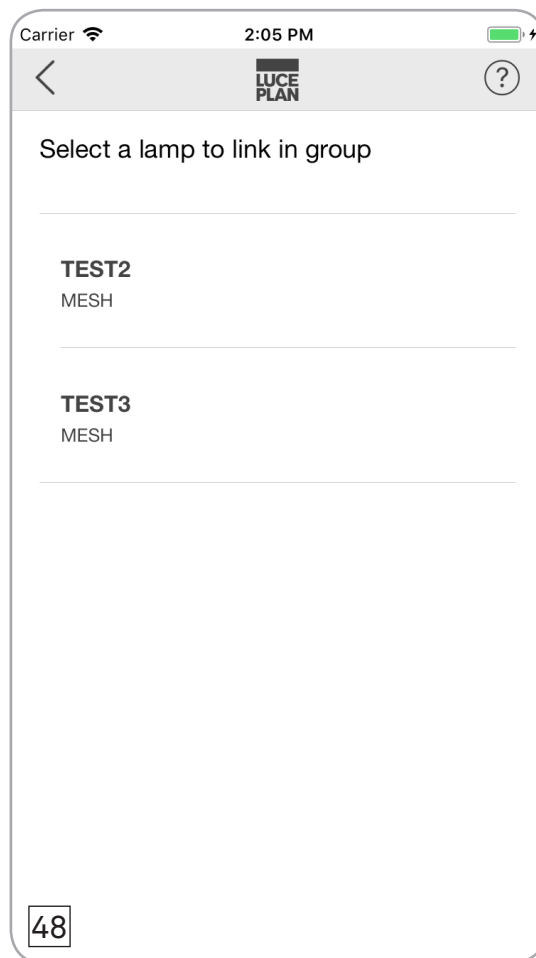 Carrier
2:05 PM
LUCE
PLAN
?
Select a lamp to link in group
TEST2
MESH
TEST3
MESH
48